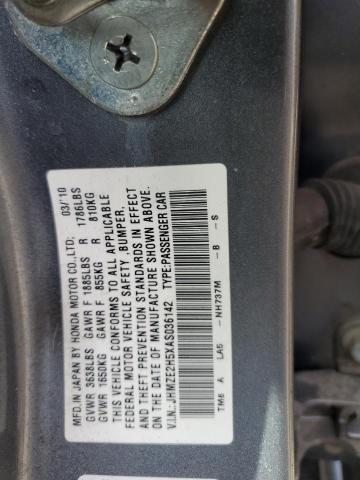 MFD.IN JAPAN BY HONDA MOTOR CO.,LTD. 03/'10
GVWR 3638LBS GAWR F 1885LBS R 1786LBS
GVWR 1650KG GAWR F 855KG R 810KG
THIS VEHICLE CONFORMS TO ALL APPLICABLE
FEDERAL MOTOR VEHICLE SAFETY ,BUMPER,
AND THEFT PREVENTION STANDARDS IN EFFECT
ON THE DATE OF MANUFACTURE SHOWN ABOVE.
V.I.N.: JHMZE2H5XAS036142 TYPE:PASSENGER CAR
TM8 A LA5 -NH737M -B -S